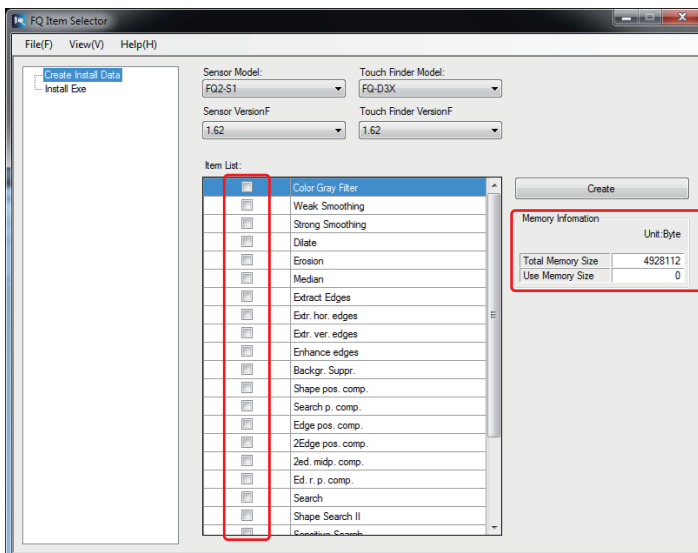 FQ Item Selector
File(F) View(V) Help(H)
Create Install Data
Install Exe
Sensor Model: Touch Finder Model:
FQ2-S1 FQ-D3X
Sensor VersionF Touch Finder VersionF
1.62 1.62
Item List:
Color Gray Filter
Weak Smoothing
Strong Smoothing
Dilate
Erosion
Median
Extract Edges
Extr. hor. edges
Extr. ver. edges
Enhance edges
Backgr. Suppr.
Shape pos. comp.
Search p. comp.
Edge pos. comp.
2Edge pos. comp.
2ed. midp. comp.
Ed. r. p. comp.
Search
Shape Search II
Sensitive Search
Create
Memory Infomation
Unit:Byte
Total Memory Size 4928112
Use Memory Size 0